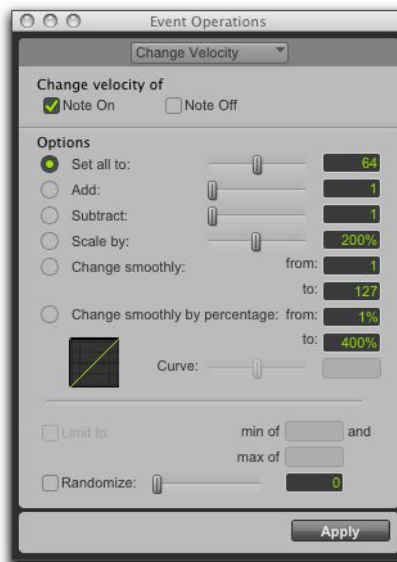 Event Operations
Change Velocity
Change velocity of
Note On Note Off
Options
Set all to: 64
Add: 1
Subtract: 1
Scale by: 200%
Change smoothly: from: 1
to: 127
Change smoothly by percentage: from: 1%
to: 400%
Curve:
Limit to: min of and
max of
Randomize: 0
Apply